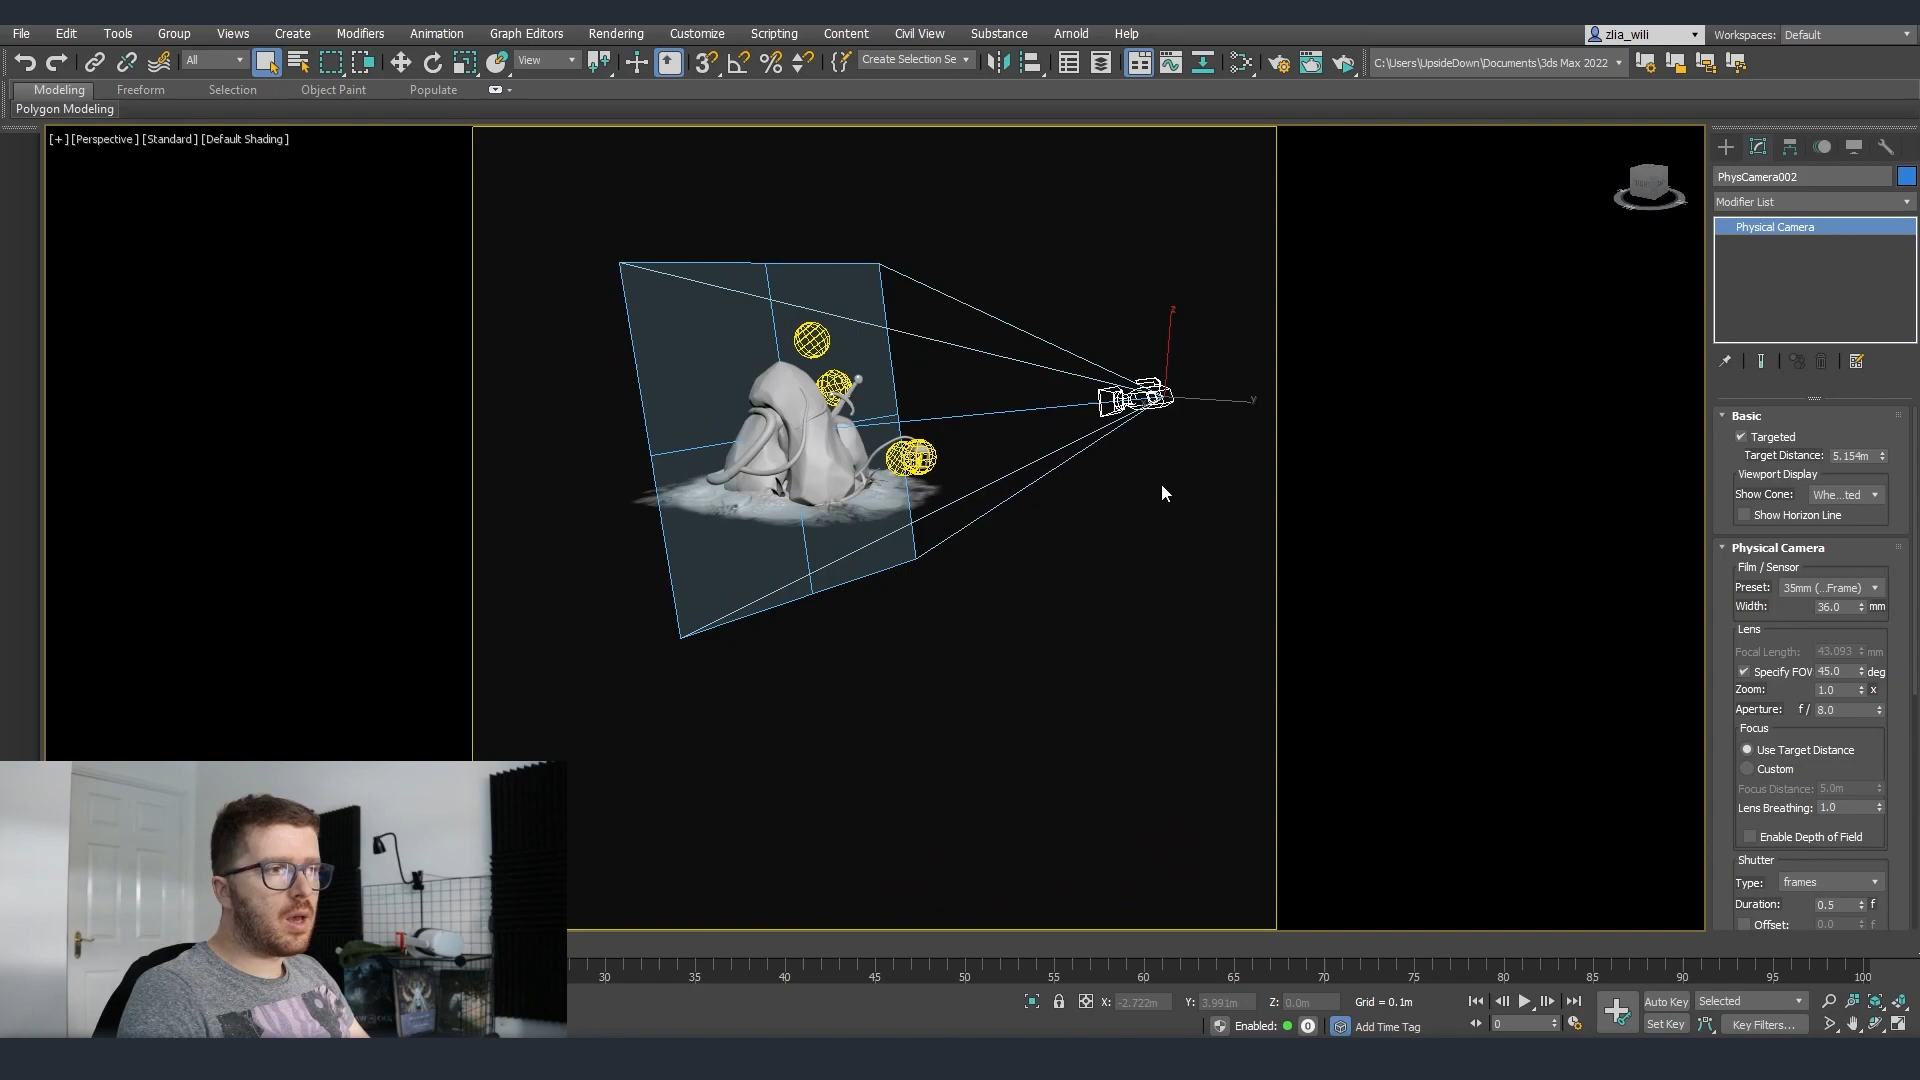 File Edit Tools Group Views Create Modifiers Animation Graph Editors Rendering Customize Scripting Content Civil View Substance Arnold Help zlia_wili Workspaces: Default
All View Create Selection Se C:\Users\UpsideDown\Documents\3ds Max 2022
Modeling Freeform Selection Object Paint Populate
Polygon Modeling
[+] [Perspective] [Standard] [Default Shading]
PhysCamera002
Modifier List
Physical Camera
z
y
Basic
Targeted
Target Distance: 5.154m
Viewport Display
Show Cone: Whe...ted
Show Horizon Line
Physical Camera
Film / Sensor
Preset: 35mm (...Frame)
Width: 36.0 mm
Lens
Focal Length: 43.093 mm
Specify FOV 45.0 deg
Zoom: 1.0 x
Aperture: f / 8.0
Focus
Use Target Distance
Custom
Focus Distance: 5.0m
Lens Breathing: 1.0
Enable Depth of Field
Shutter
Type: frames
Duration: 0.5 f
Offset: 0.0 f
30 35 40 45 50 55 60 65 70 75 80 85 90 95 100
X: -2.722m Y: 3.991m Z: 0.0m Grid = 0.1m Auto Key Selected
Enabled: 0 Add Time Tag 0 Set Key Key Filters...